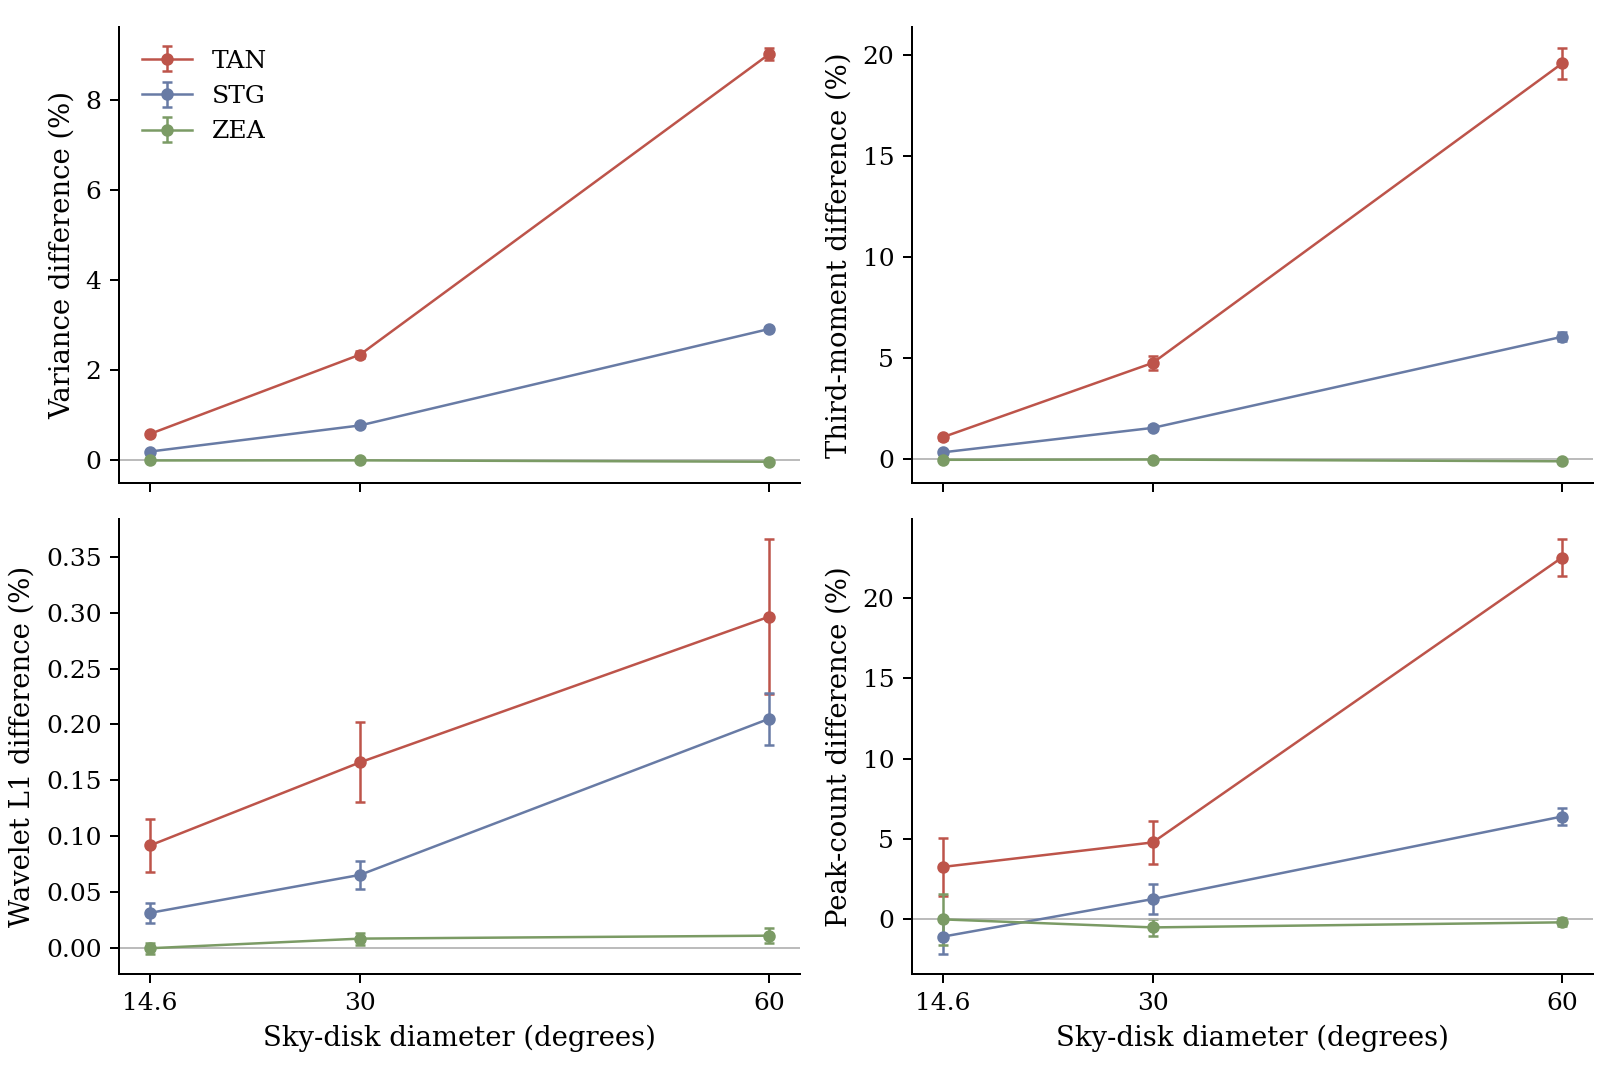 TAN
STG
ZEA
Variance difference (%)
8
6
4
2
0
Third-moment difference (%)
20
15
10
5
0
Wavelet L1 difference (%)
0.35
0.30
0.25
0.20
0.15
0.10
0.05
0.00
14.6 30 60
Sky-disk diameter (degrees)
Peak-count difference (%)
20
15
10
5
0
14.6 30 60
Sky-disk diameter (degrees)